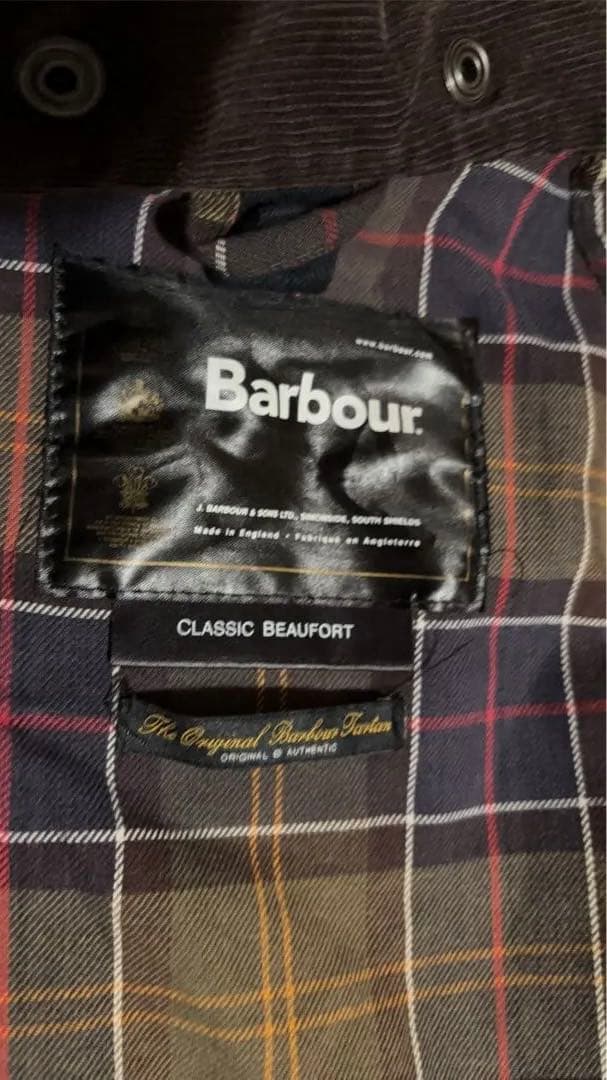 www.barbour.com
Barbour
J. BARBOUR & SONS LTD., SIMONSIDE, SOUTH SHIELDS
Made in England • Fabriqué en Angleterre
CLASSIC BEAUFORT
The Original Barbour Tartan
ORIGINAL & AUTHENTIC